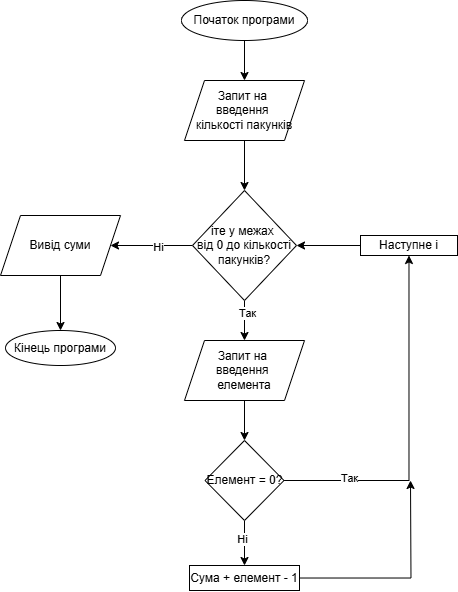 Початок програми
Запит на
введення
кількості пакунків
іте у межах
від 0 до кількості
пакунків?
Наступне і
Ні
Вивід суми
Так
Кінець програми
Запит на
введення
елемента
Елемент = 0?
Так
Ні
Сума + елемент - 1